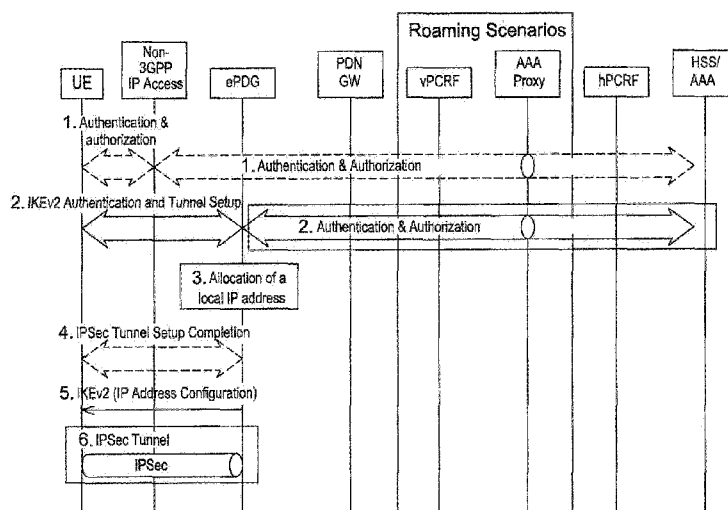 Roaming Scenarios
UE
Non-
3GPP
IP Access
ePDG
PDN
GW
vPCRF
AAA
Proxy
hPCRF
HSS/
AAA
1. Authentication &
authorization
1. Authentication & Authorization
2. IKEv2 Authentication and Tunnel Setup
2. Authentication & Authorization
3. Allocation of a
local IP address
4. IPSec Tunnel Setup Completion
5. IKEv2 (IP Address Configuration)
6. IPSec Tunnel
IPSec